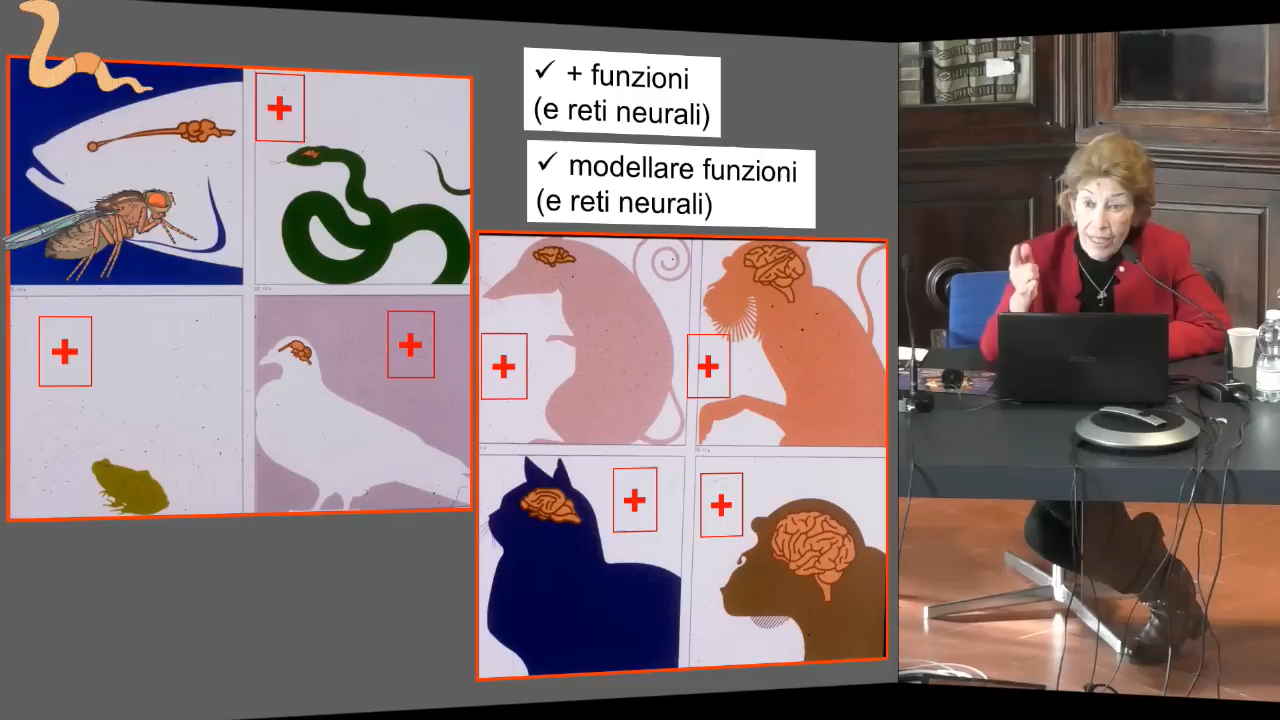 ✓ + funzioni
(e reti neurali)
✓ modellare funzioni
(e reti neurali)
+
+
+
+
+
+
+